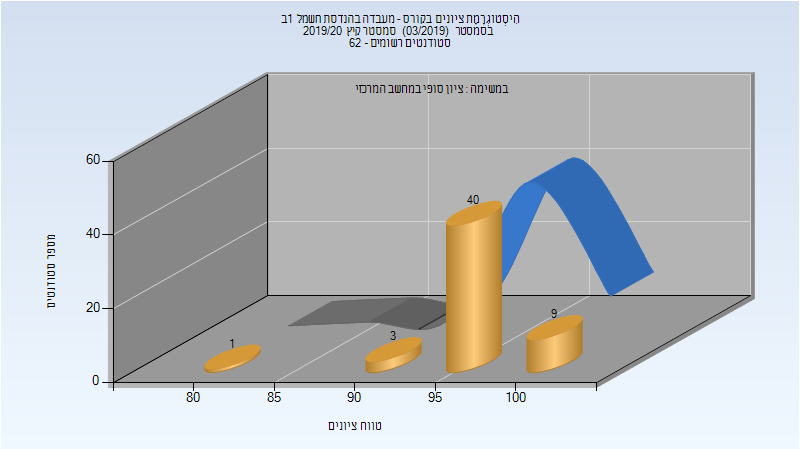 היסטוגרמת ציונים בקורס - מעבדה בהנדסת חשמל 1ב
בסמסטר (03/2019) סמסטר קיץ 2019/20
סטודנטים רשומים - 62
במשימה : ציון סופי במחשב המרכזי
60
40
20
0
מספר סטודנטים
1
3
40
9
80
85
90
95
100
טווח ציונים